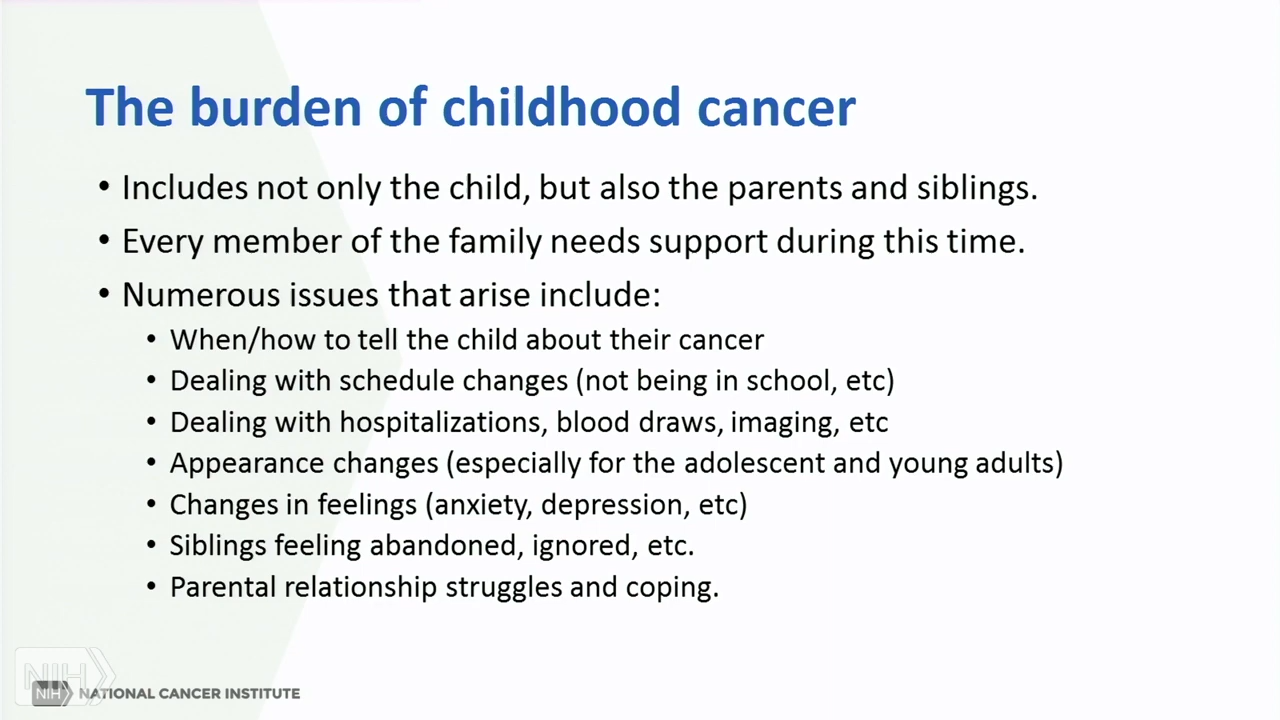 The burden of childhood cancer
• Includes not only the child, but also the parents and siblings.
• Every member of the family needs support during this time.
• Numerous issues that arise include:
• When/how to tell the child about their cancer
• Dealing with schedule changes (not being in school, etc)
• Dealing with hospitalizations, blood draws, imaging, etc
• Appearance changes (especially for the adolescent and young adults)
• Changes in feelings (anxiety, depression, etc)
• Siblings feeling abandoned, ignored, etc.
• Parental relationship struggles and coping.
NIH
NIH NATIONAL CANCER INSTITUTE